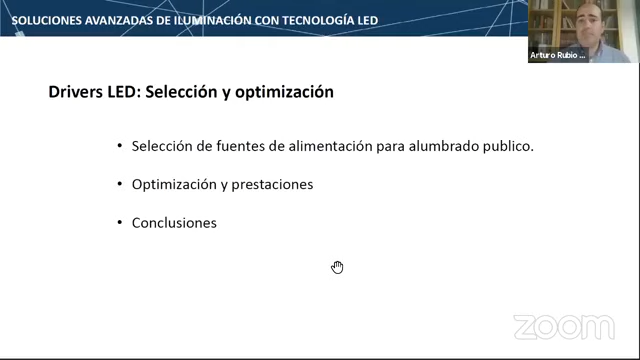 SOLUCIONES AVANZADAS DE ILUMINACIÓN CON TECNOLOGÍA LED
Arturo Rubio ...
Drivers LED: Selección y optimización
• Selección de fuentes de alimentación para alumbrado publico.
• Optimización y prestaciones
• Conclusiones
zoom